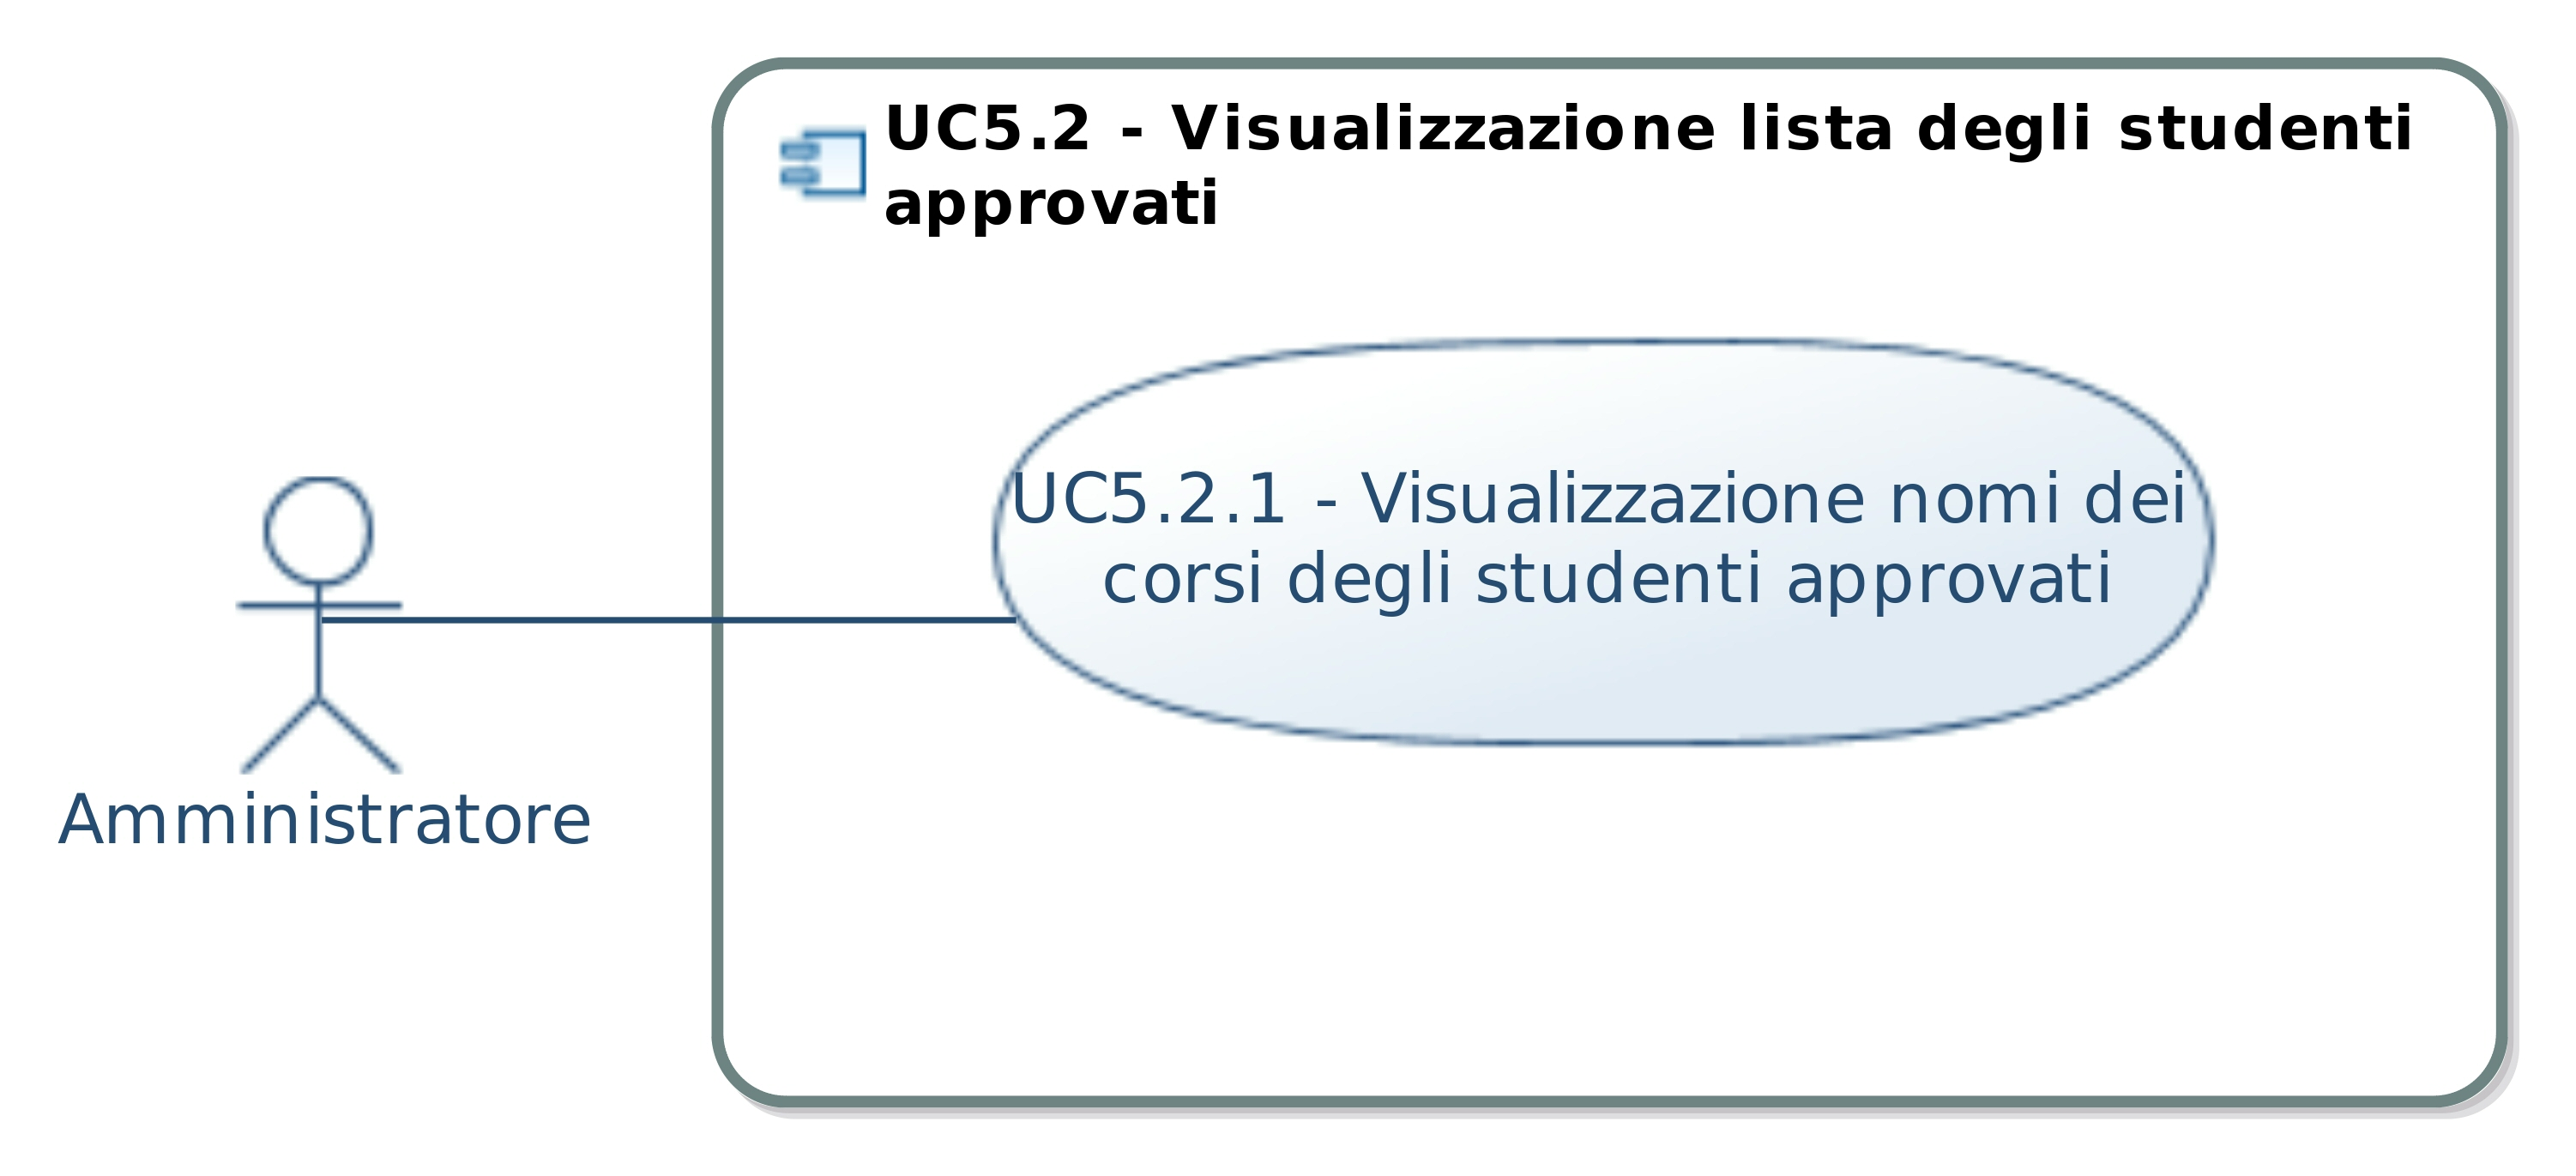 UC5.2 - Visualizzazione lista degli studenti
approvati
UC5.2.1 - Visualizzazione nomi dei
corsi degli studenti approvati
Amministratore